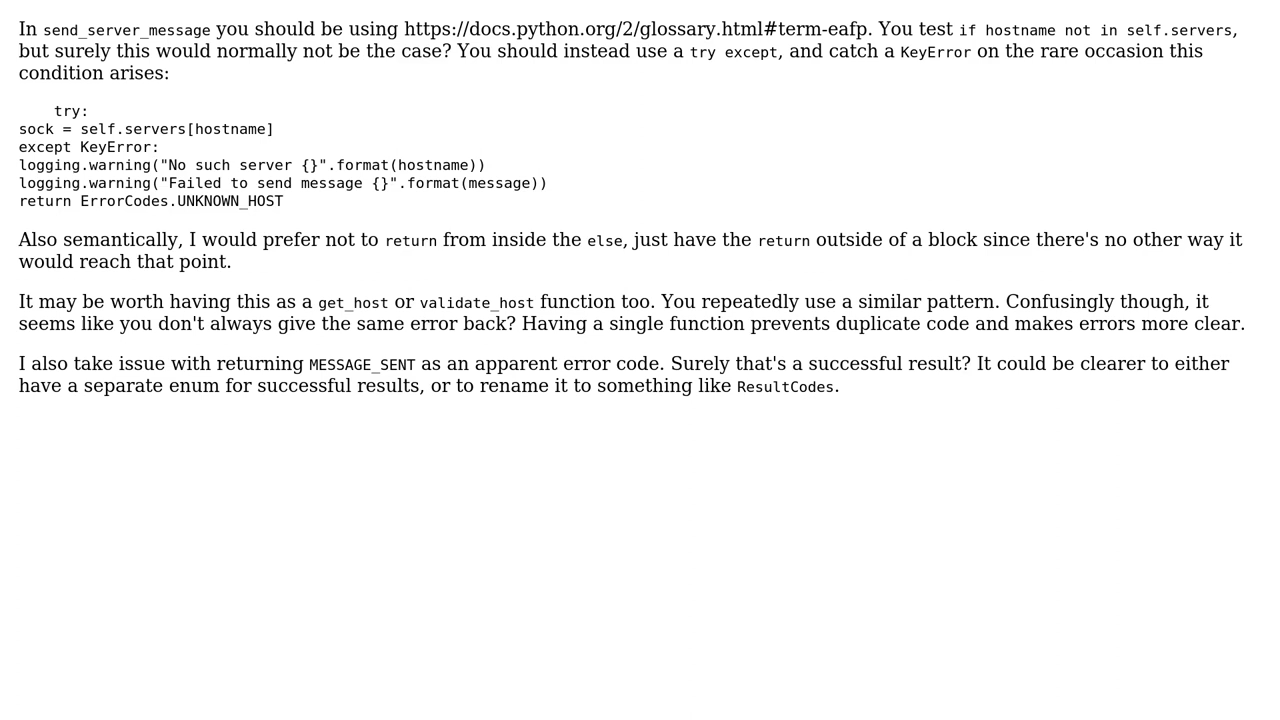 In send_server_message you should be using https://docs.python.org/2/glossary.html#term-eafp. You test if hostname not in self.servers,
but surely this would normally not be the case? You should instead use a try except, and catch a KeyError on the rare occasion this
condition arises:
    try:
sock = self.servers[hostname]
except KeyError:
logging.warning("No such server {}".format(hostname))
logging.warning("Failed to send message {}".format(message))
return ErrorCodes.UNKNOWN_HOST
Also semantically, I would prefer not to return from inside the else, just have the return outside of a block since there's no other way it
would reach that point.
It may be worth having this as a get_host or validate_host function too. You repeatedly use a similar pattern. Confusingly though, it
seems like you don't always give the same error back? Having a single function prevents duplicate code and makes errors more clear.
I also take issue with returning MESSAGE_SENT as an apparent error code. Surely that's a successful result? It could be clearer to either
have a separate enum for successful results, or to rename it to something like ResultCodes.